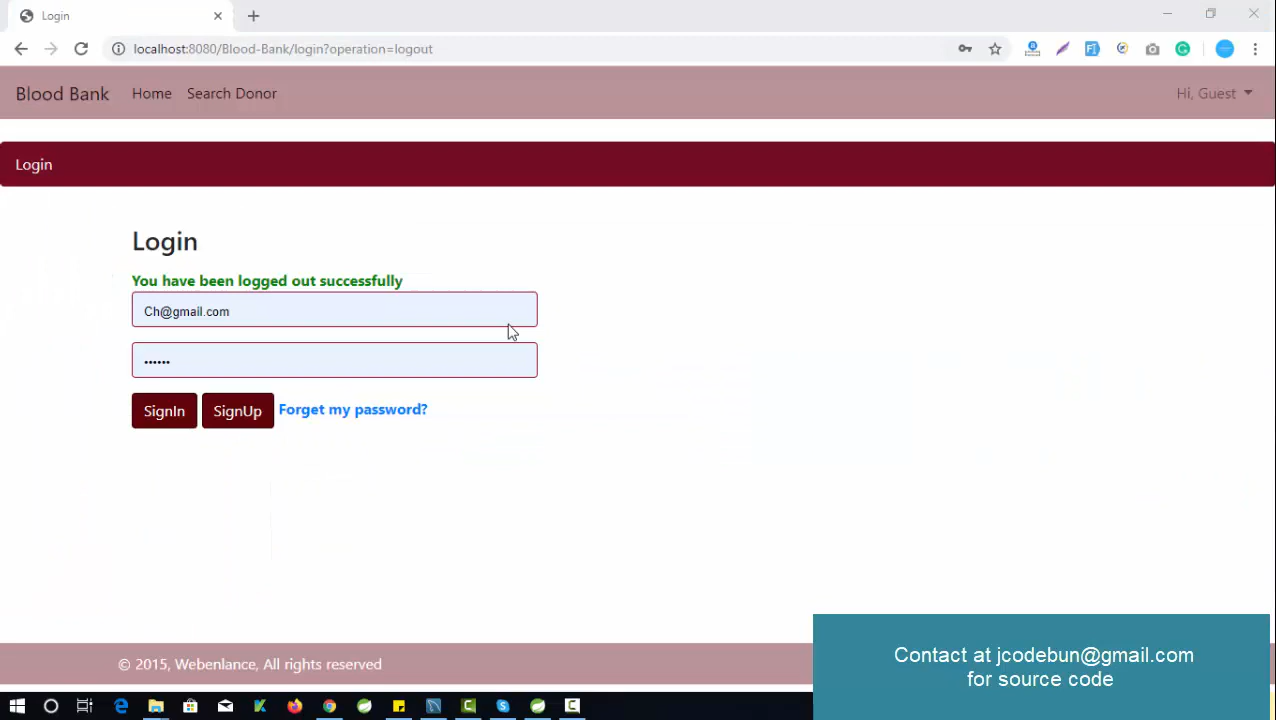 Login
localhost:8080/Blood-Bank/login?operation=logout
Blood Bank Home Search Donor Hi, Guest
Login
Login
You have been logged out successfully
Ch@gmail.com
••••••
SignIn SignUp Forget my password?
© 2015, Webenlance, All rights reserved
Contact at jcodebun@gmail.com
for source code